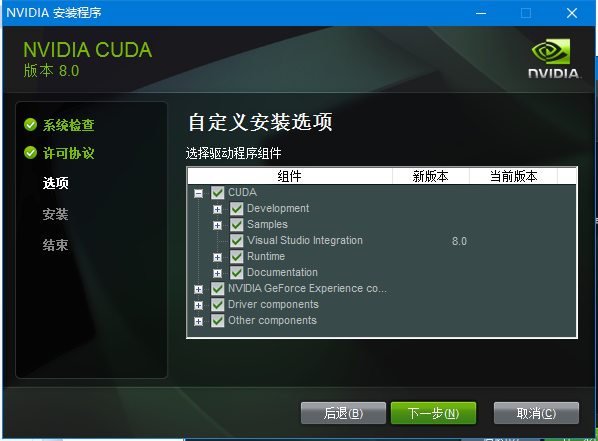 NVIDIA 安装程序
NVIDIA CUDA
版本 8.0
NVIDIA
系统检查
许可协议
选项
安装
结束
自定义安装选项
选择驱动程序组件
组件 新版本 当前版本
CUDA
Development
Samples
Visual Studio Integration 8.0
Runtime
Documentation
NVIDIA GeForce Experience co...
Driver components
Other components
后退(B) 下一步(N) 取消(C)